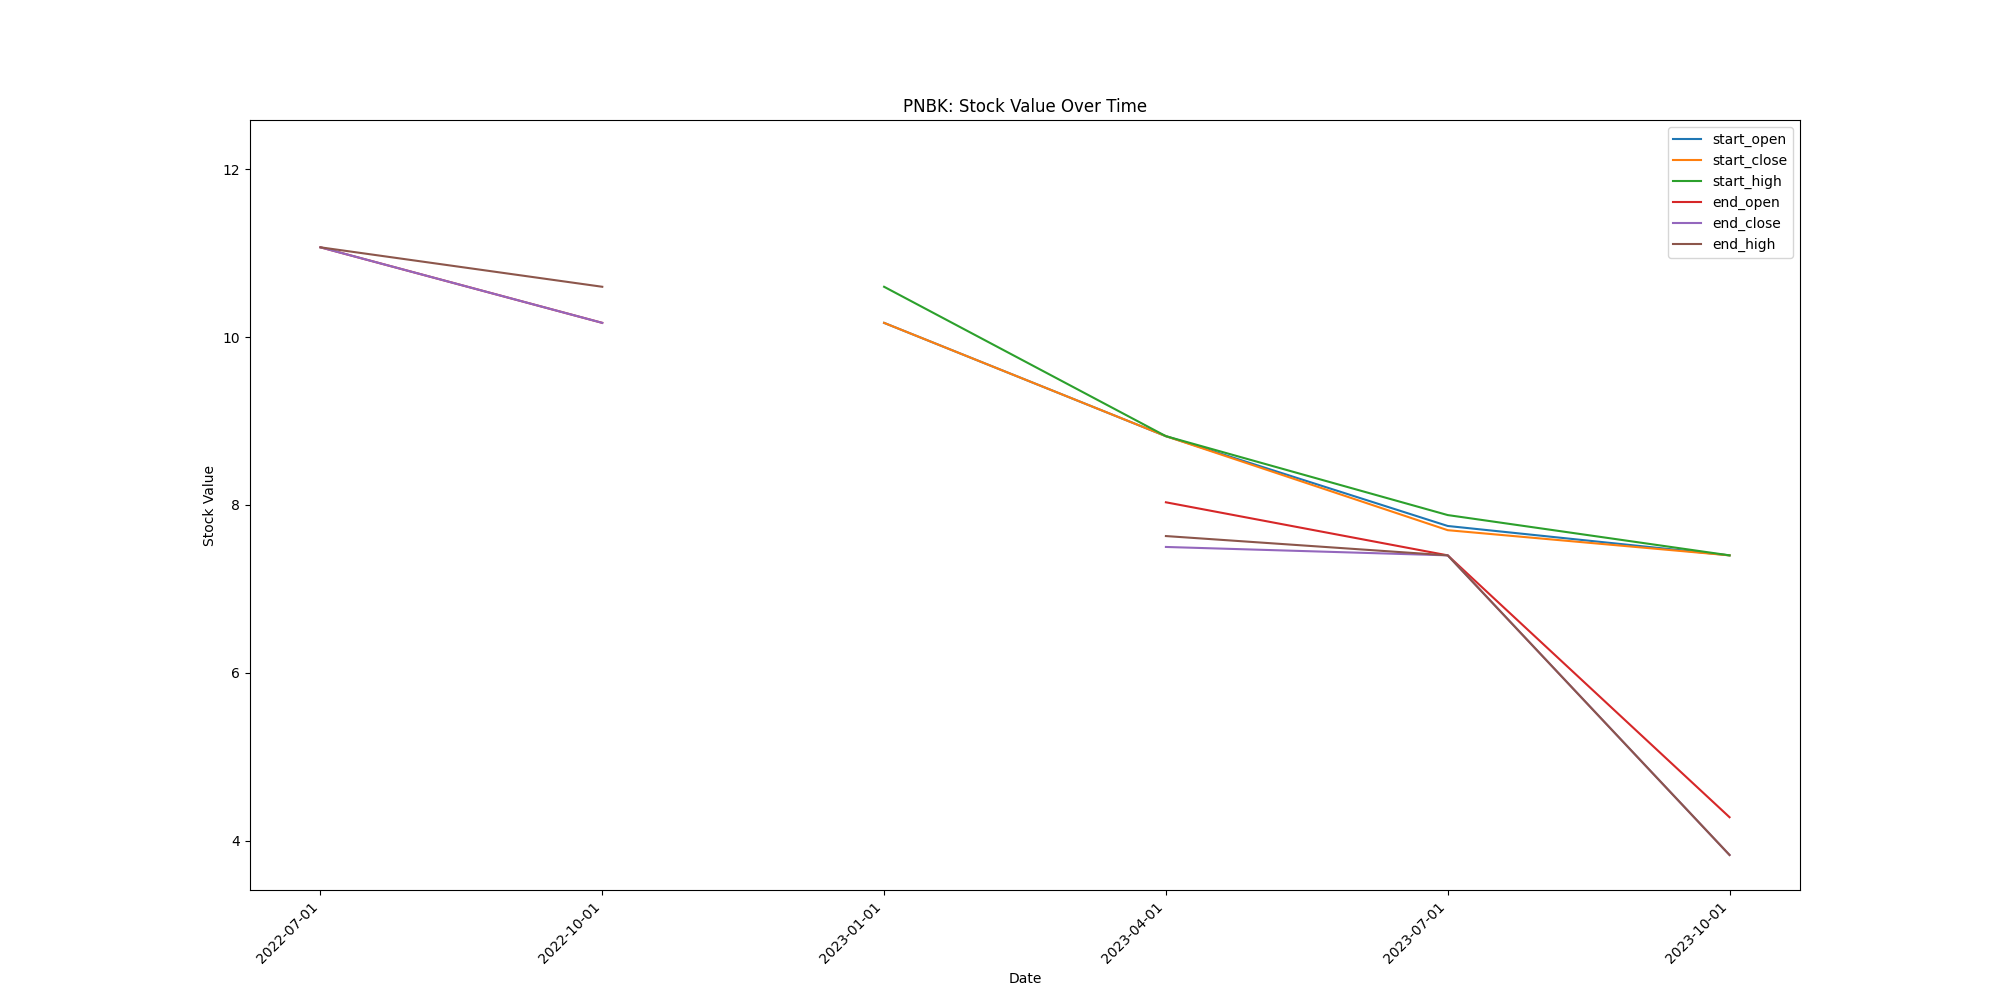 PNBK: Stock Value Over Time
start_open
start_close
start_high
end_open
end_close
end_high
Stock Value
12
10
8
6
4
2022-07-01
2022-10-01
2023-01-01
2023-04-01
2023-07-01
2023-10-01
Date